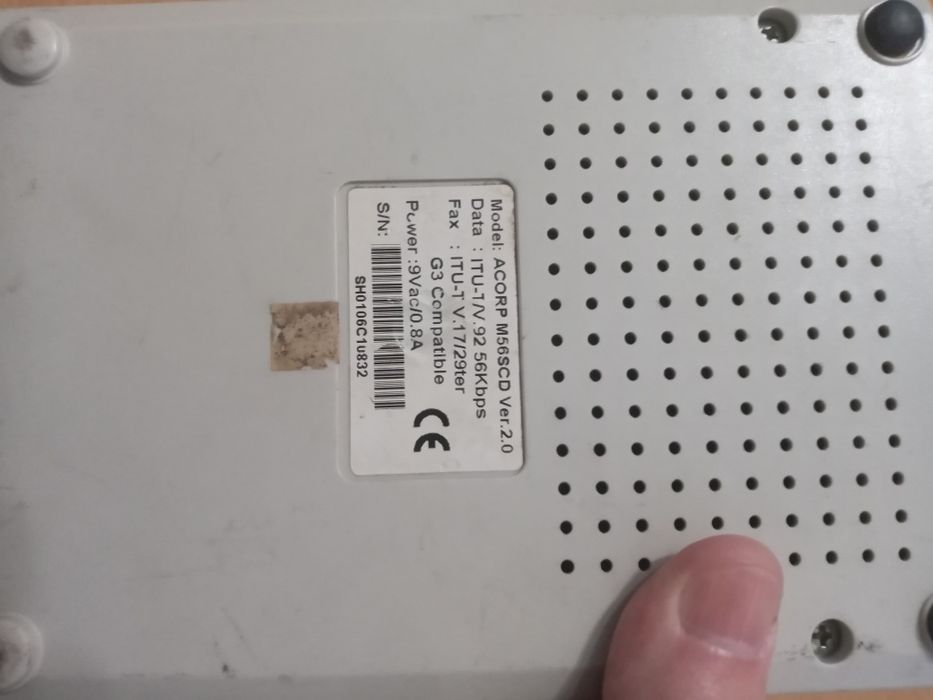 Model: ACORP M56SCD Ver.2.0
Data : ITU-T/V.92 56Kbps
Fax : ITU-T V.17/29ter
G3 Compatible
Power :9Vac/0.8A
S/N:
SH0106C10832
CE